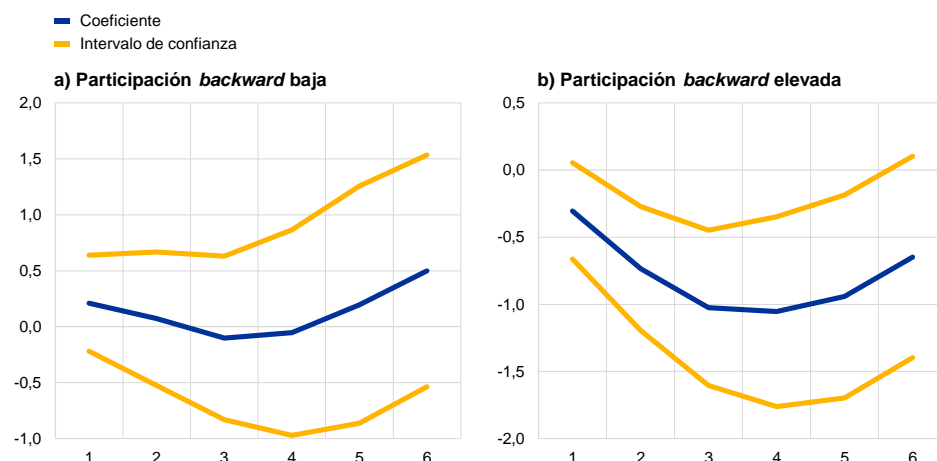 Coeficiente
Intervalo de confianza
a) Participación backward baja
2,0
1,5
1,0
0,5
0,0
-0,5
-1,0
1 2 3 4 5 6
b) Participación backward elevada
0,5
0,0
-0,5
-1,0
-1,5
-2,0
1 2 3 4 5 6